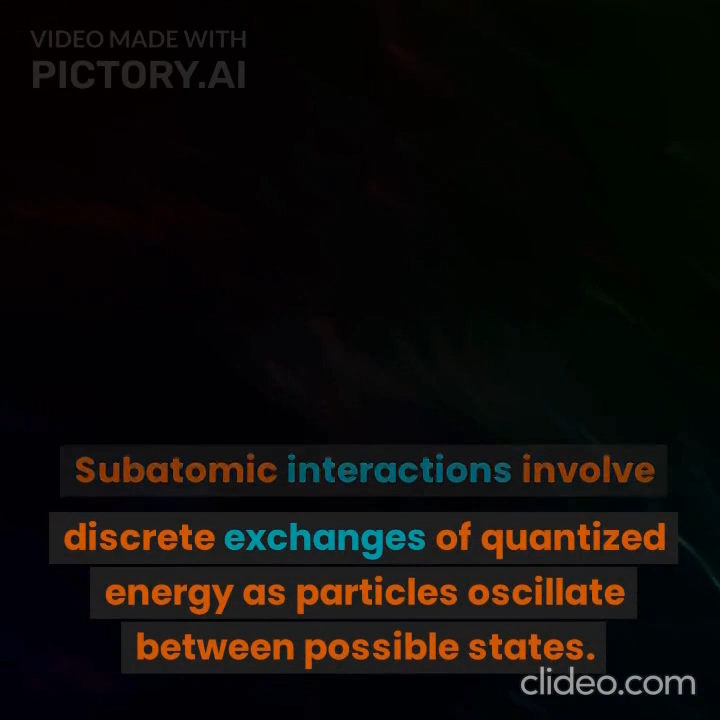 VIDEO MADE WITH
PICTORY.AI
Subatomic interactions involve
discrete exchanges of quantized
energy as particles oscillate
between possible states.
clideo.com